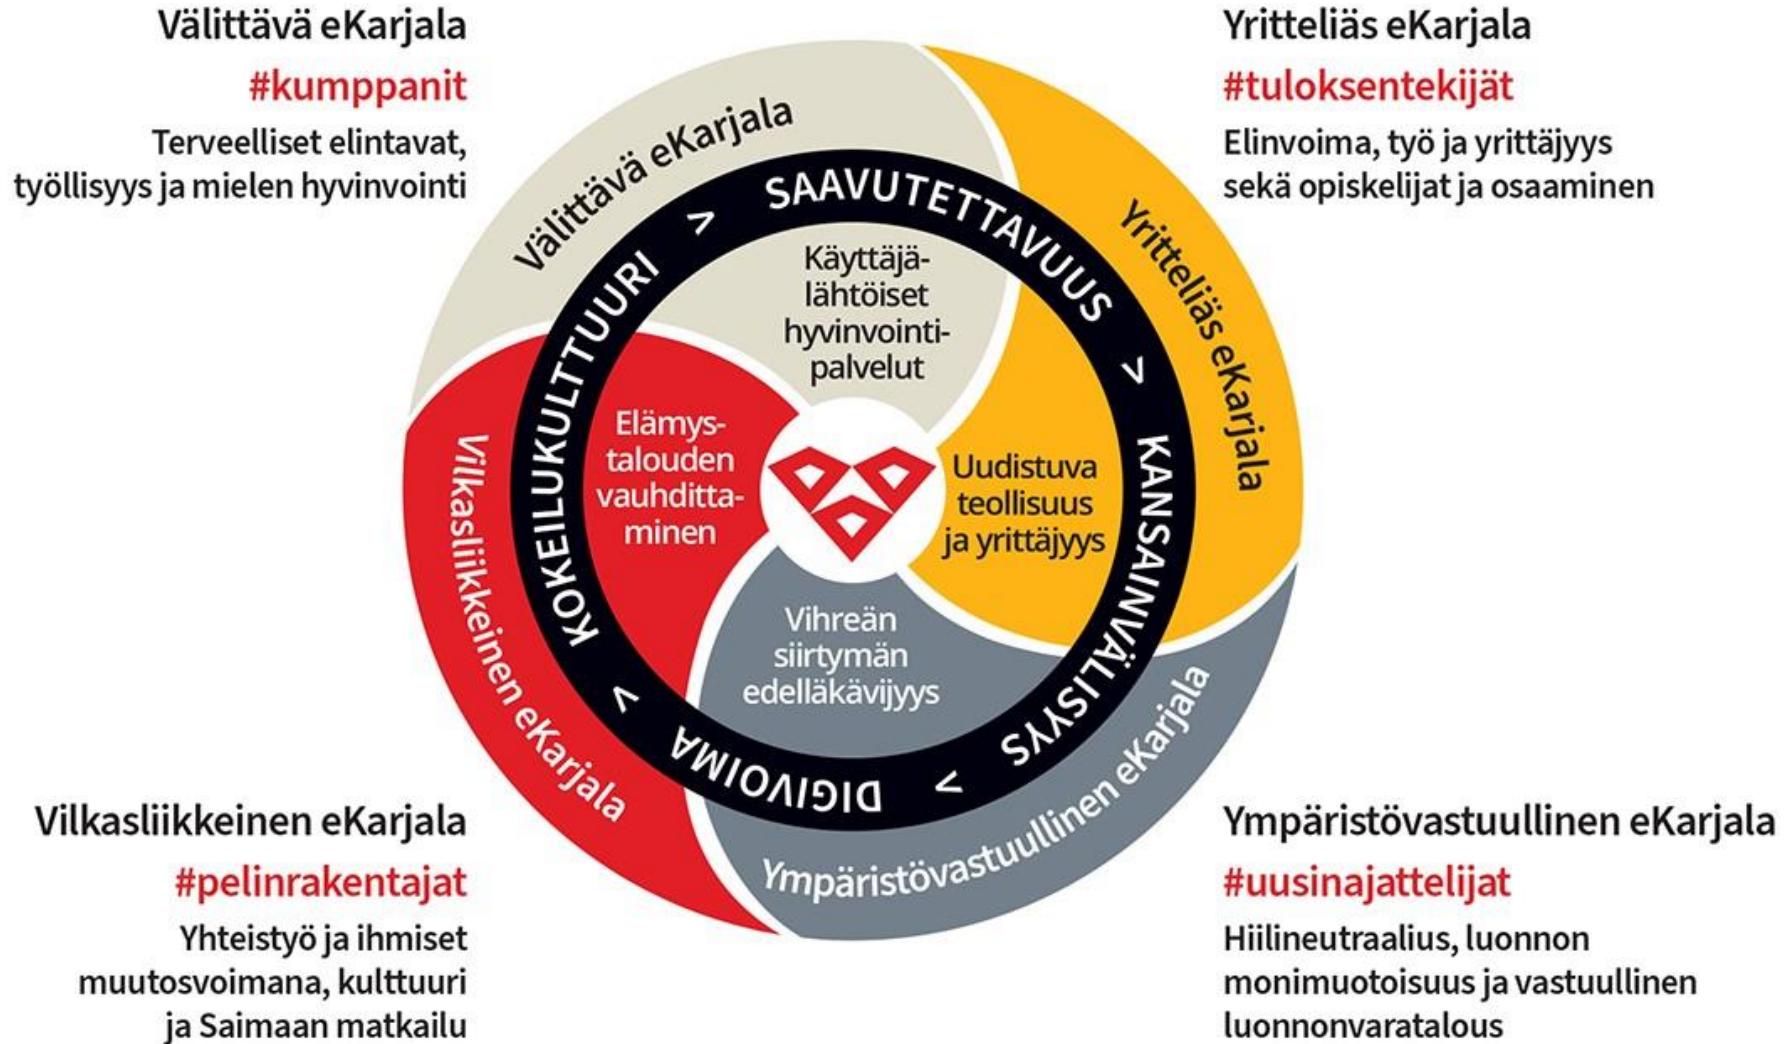 Välittävä eKarjala
#kumppanit
Terveelliset elintavat,
työllisyys ja mielen hyvinvointi
Yritteliäs eKarjala
#tuloksentekijät
Elinvoima, työ ja yrittäjyys
sekä opiskelijat ja osaaminen
Välittävä eKarjala
Yritteliäs eKarjala
Ympäristövastuullinen eKarjala
Vilkasliikkeinen eKarjala
SAAVUTETTAVUUS > KANSAINVÄLISYYS > DIGIVOIMA > KOKEILUKULTTUURI >
Käyttäjä-
lähtöiset
hyvinvointi-
palvelut
Elämys-
talouden
vauhditta-
minen
Uudistuva
teollisuus
ja yrittäjyys
Vihreän
siirtymän
edelläkävijyys
Vilkasliikkeinen eKarjala
#pelinrakentajat
Yhteistyö ja ihmiset
muutosvoimana, kulttuuri
ja Saimaan matkailu
Ympäristövastuullinen eKarjala
#uusinajattelijat
Hiilineutraalius, luonnon
monimuotoisuus ja vastuullinen
luonnonvaratalous